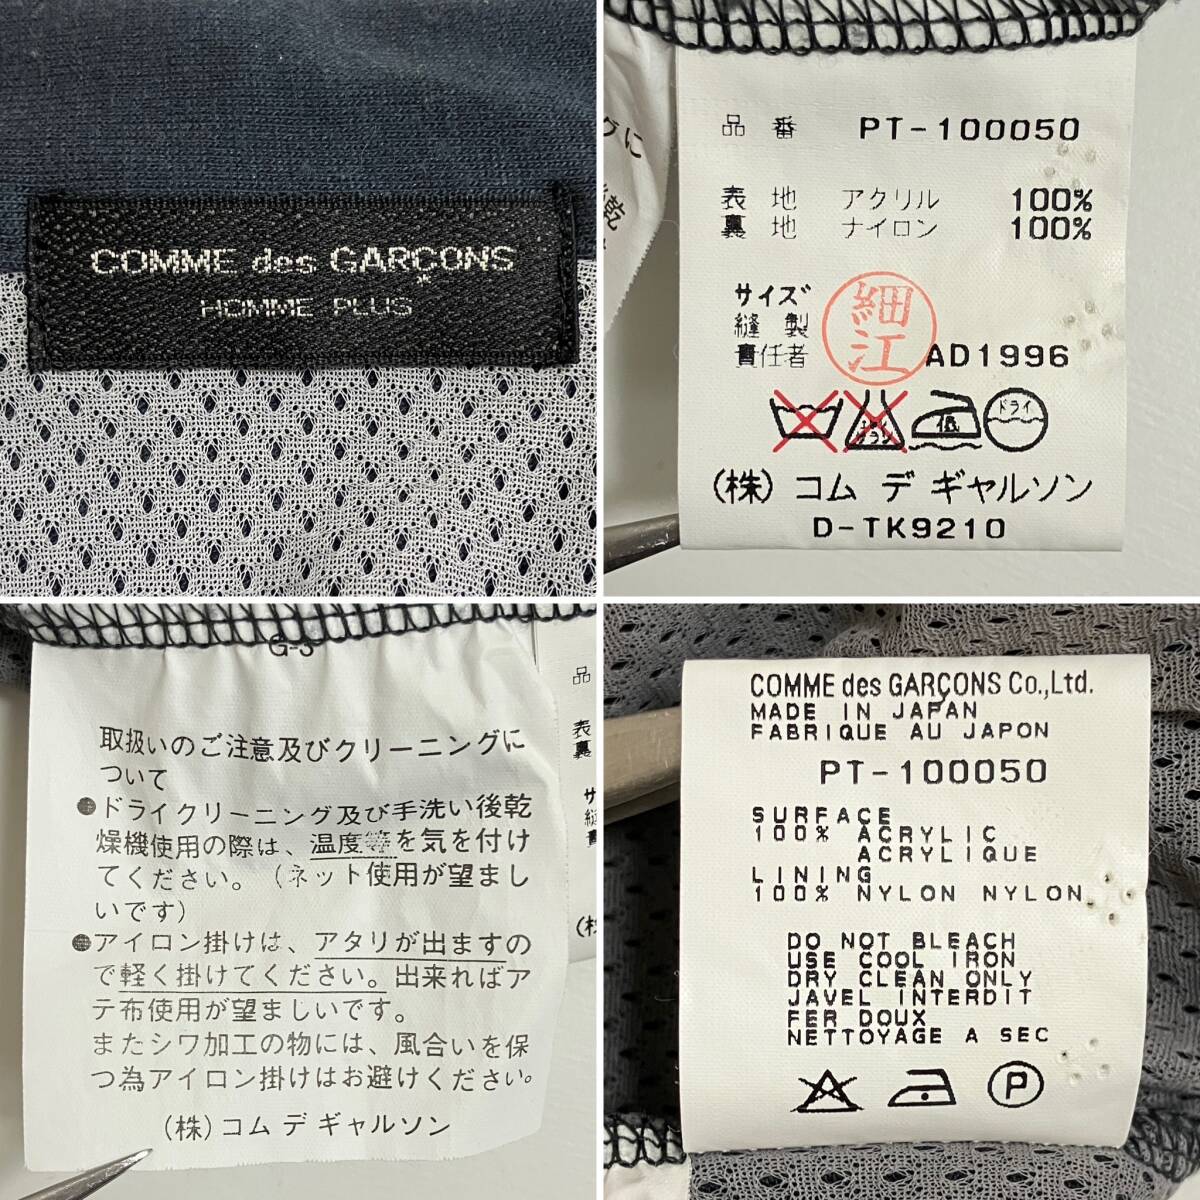 COMME des GARÇONS
HOMME PLUS
グに
乾
品 番 PT-100050
表 地 アクリル 100%
裏 地 ナイロン 100%
サイズ
縫 製
責任者 AD1996
細江
ドライ
低
(株) コム デ ギャルソン
D-TK9210
G-3
取扱いのご注意及びクリーニングに
ついて
●ドライクリーニング及び手洗い後乾
燥機使用の際は、温度等を気を付け
てください。(ネット使用が望まし
いです)
●アイロン掛けは、アタリが出ますの
で軽く掛けてください。出来ればア
テ布使用が望ましいです。
またシワ加工の物には、風合いを保
つ為アイロン掛けはお避けください。
(株) コム デ ギャルソン
品
表
裏
サ
縫
責
(株
COMME des GARÇONS Co.,Ltd.
MADE IN JAPAN
FABRIQUE AU JAPON
PT-100050
SURFACE
100% ACRYLIC
ACRYLIQUE
LINING
100% NYLON NYLON
DO NOT BLEACH
USE COOL IRON
DRY CLEAN ONLY
JAVEL INTERDIT
FER DOUX
NETTOYAGE A SEC
P